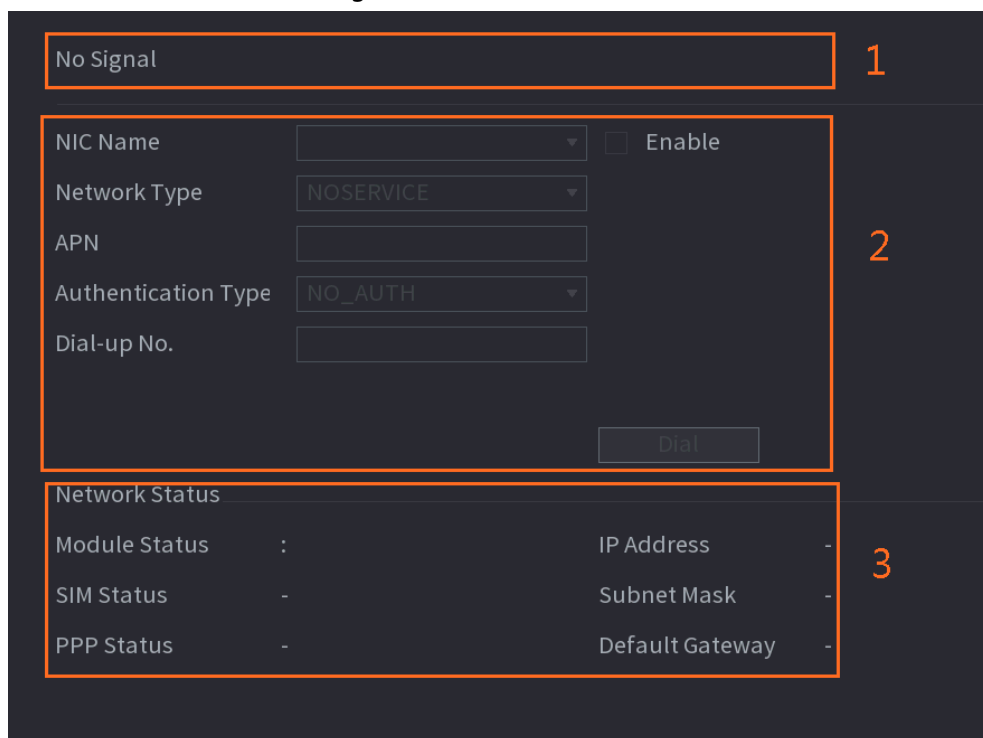 No Signal
1
NIC Name Enable
Network Type NOSERVICE
APN
2
Authentication Type NO_AUTH
Dial-up No.
Dial
Network Status
Module Status : IP Address -
3
SIM Status - Subnet Mask -
PPP Status - Default Gateway -